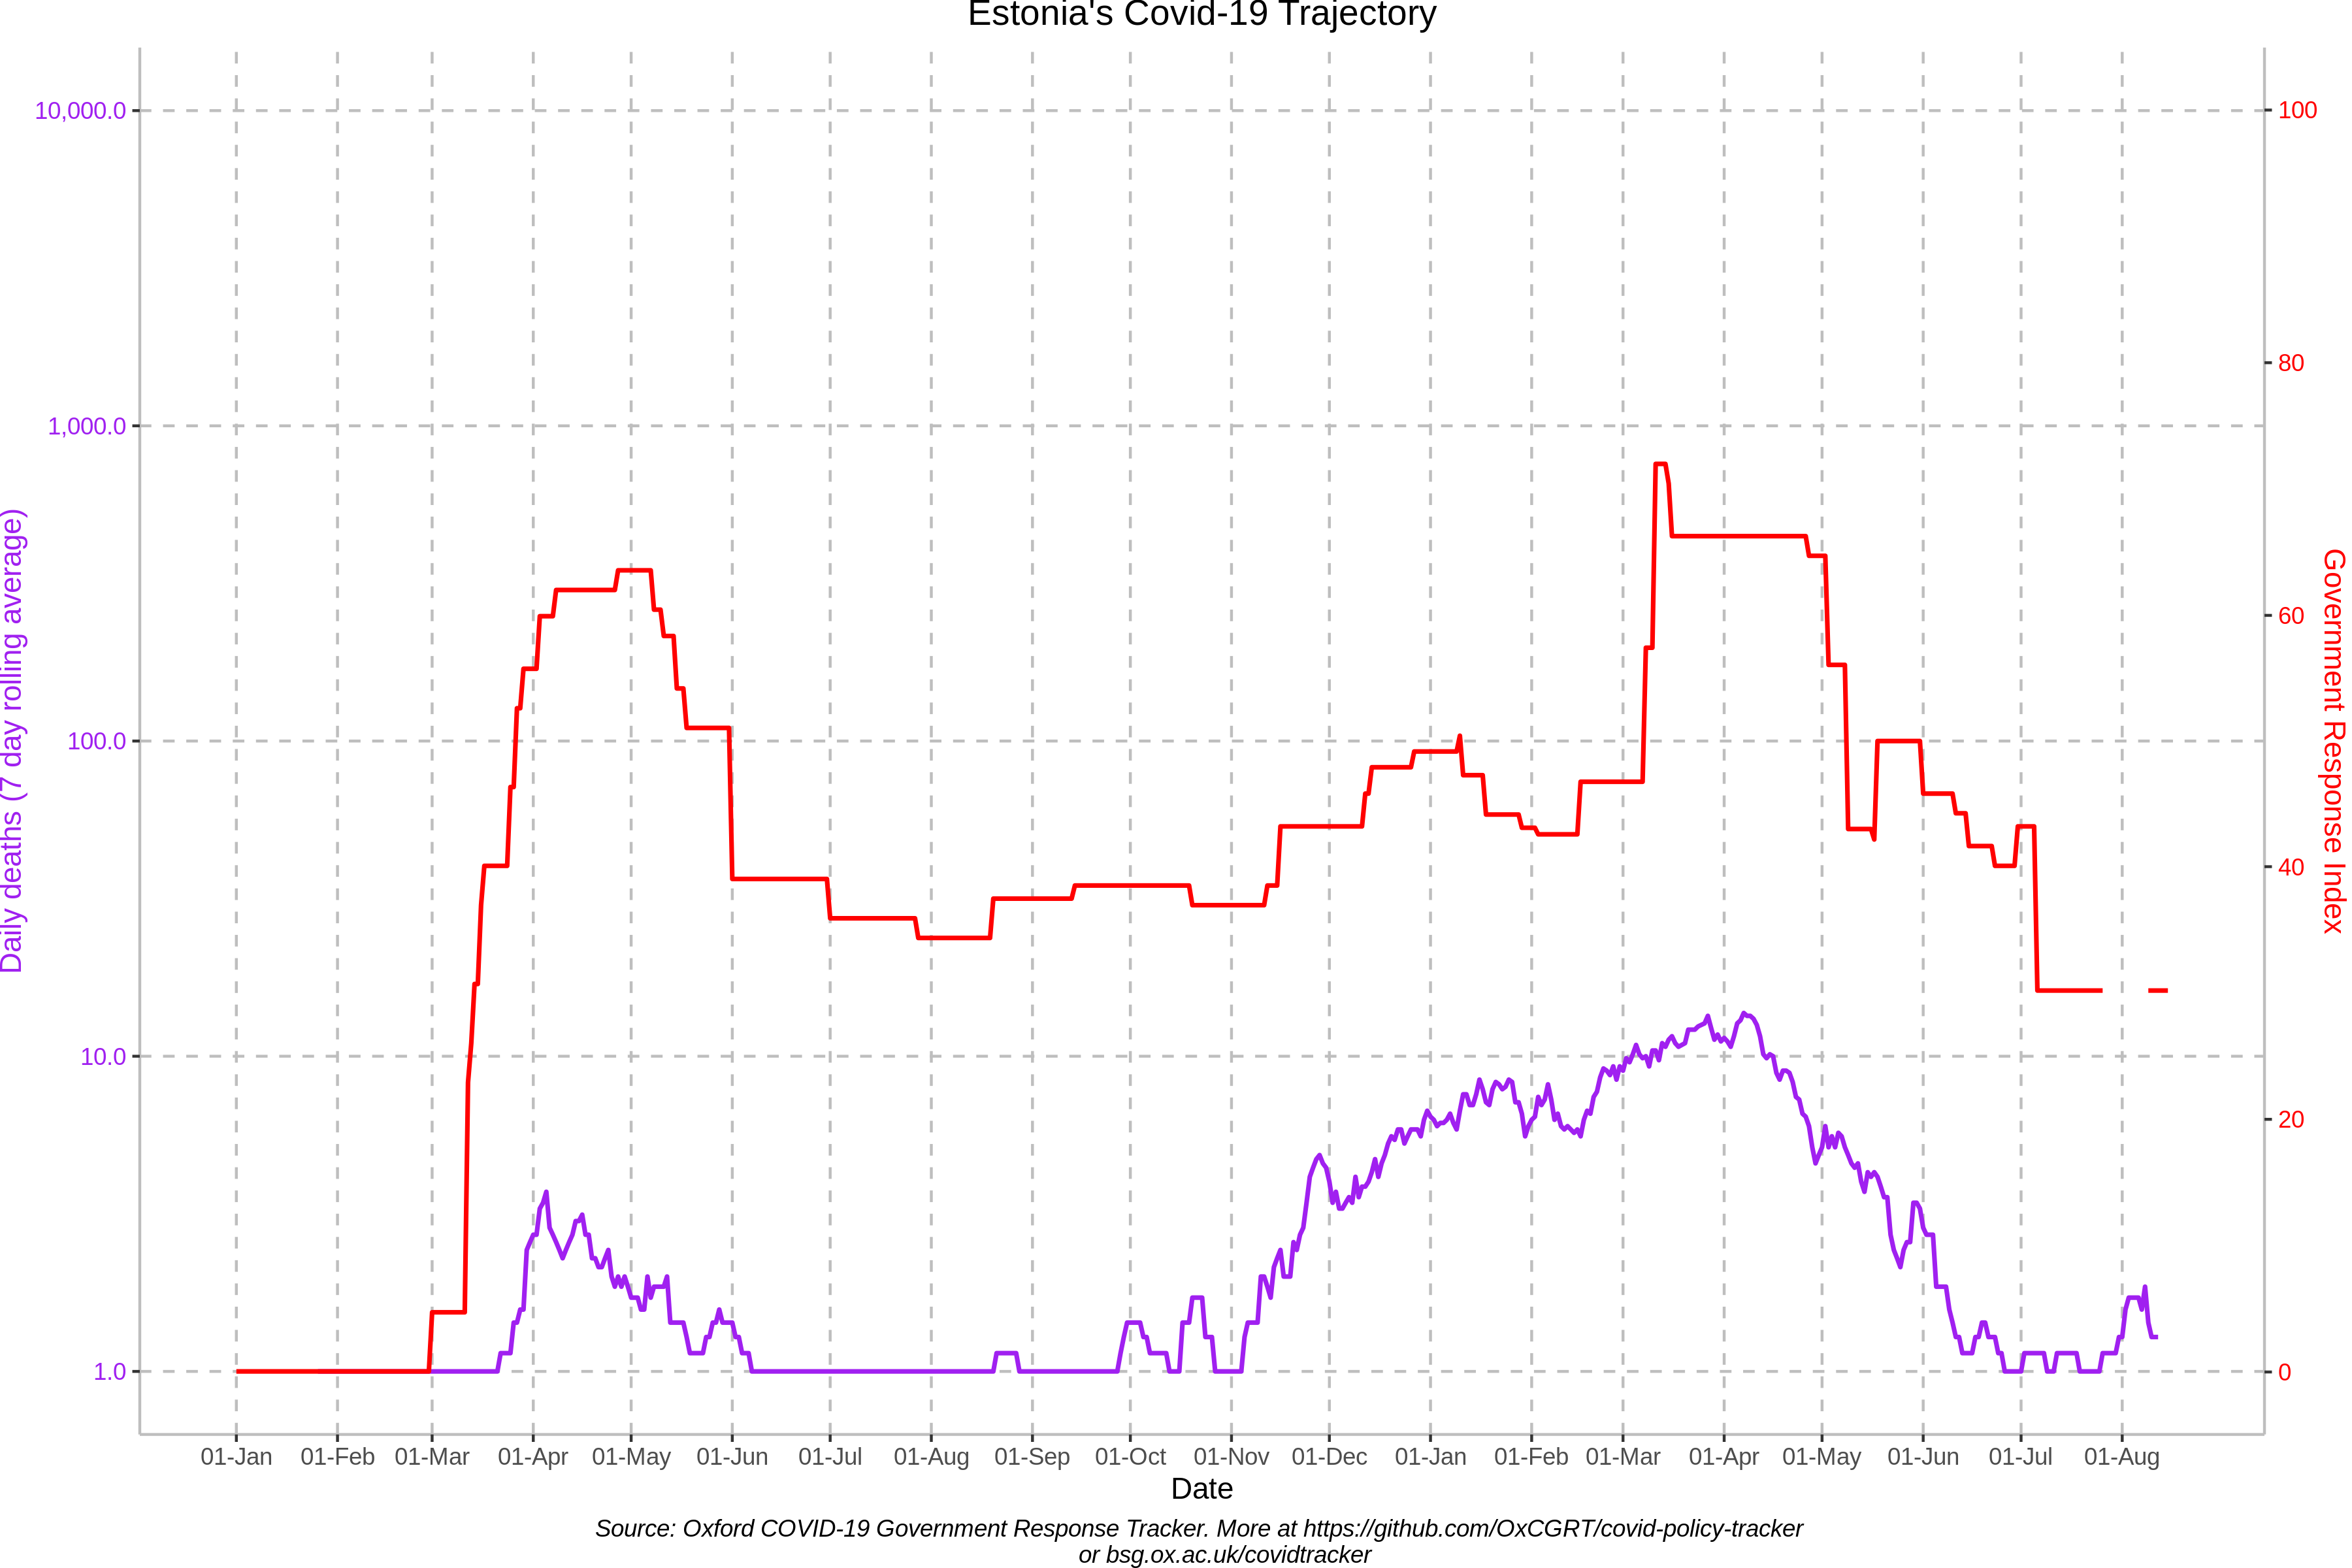 Estonia's Covid-19 Trajectory
10,000.0
1,000.0
100.0
10.0
1.0
Daily deaths (7 day rolling average)
100
80
60
40
20
0
Government Response Index
01-Jan 01-Feb 01-Mar 01-Apr 01-May 01-Jun 01-Jul 01-Aug 01-Sep 01-Oct 01-Nov 01-Dec 01-Jan 01-Feb 01-Mar 01-Apr 01-May 01-Jun 01-Jul 01-Aug
Date
Source: Oxford COVID-19 Government Response Tracker. More at https://github.com/OxCGRT/covid-policy-tracker
or bsg.ox.ac.uk/covidtracker